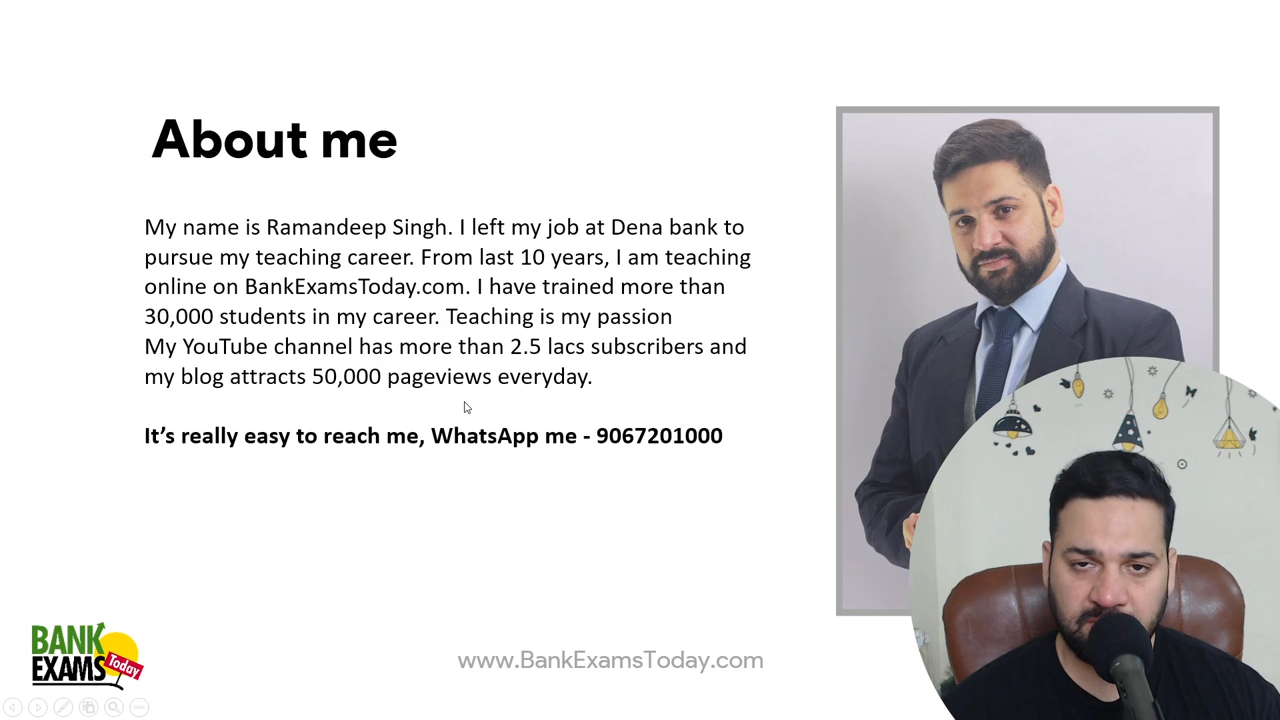 About me
My name is Ramandeep Singh. I left my job at Dena bank to
pursue my teaching career. From last 10 years, I am teaching
online on BankExamsToday.com. I have trained more than
30,000 students in my career. Teaching is my passion
My YouTube channel has more than 2.5 lacs subscribers and
my blog attracts 50,000 pageviews everyday.
It’s really easy to reach me, WhatsApp me - 9067201000
BANK
EXAMS
Today
www.BankExamsToday.com